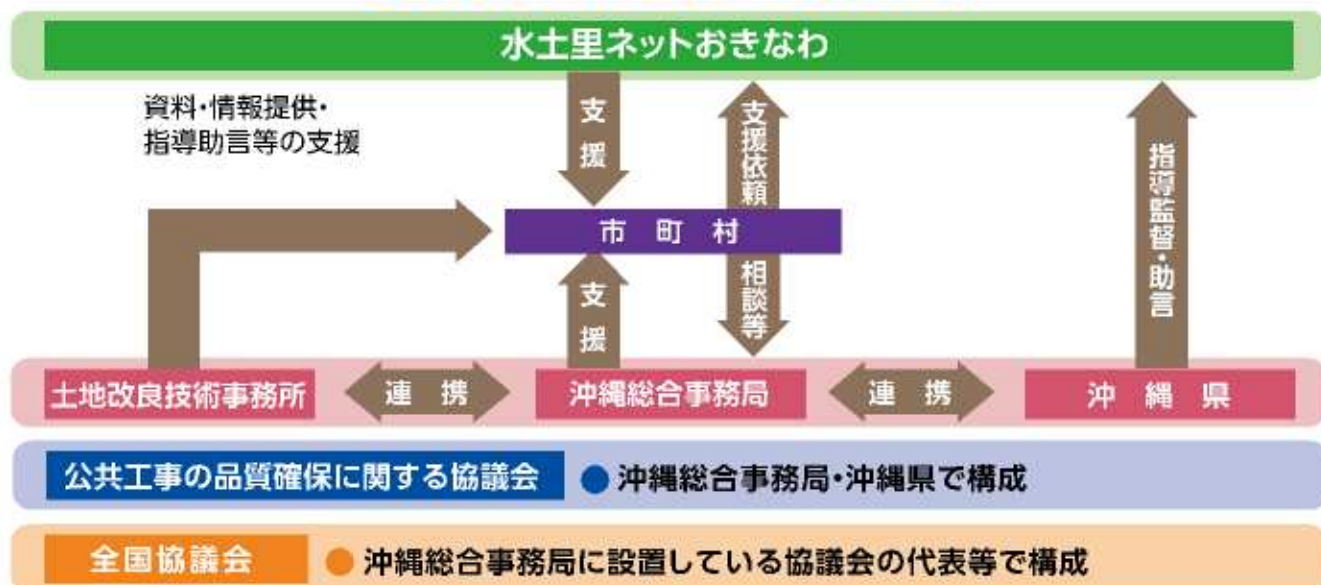 水土里ネットおきなわ
資料・情報提供・
指導助言等の支援
支援
支援依頼・相談等
指導監督・助言
市町村
支援
土地改良技術事務所
連携
沖縄総合事務局
連携
沖縄県
公共工事の品質確保に関する協議会
●沖縄総合事務局・沖縄県で構成
全国協議会
●沖縄総合事務局に設置している協議会の代表等で構成